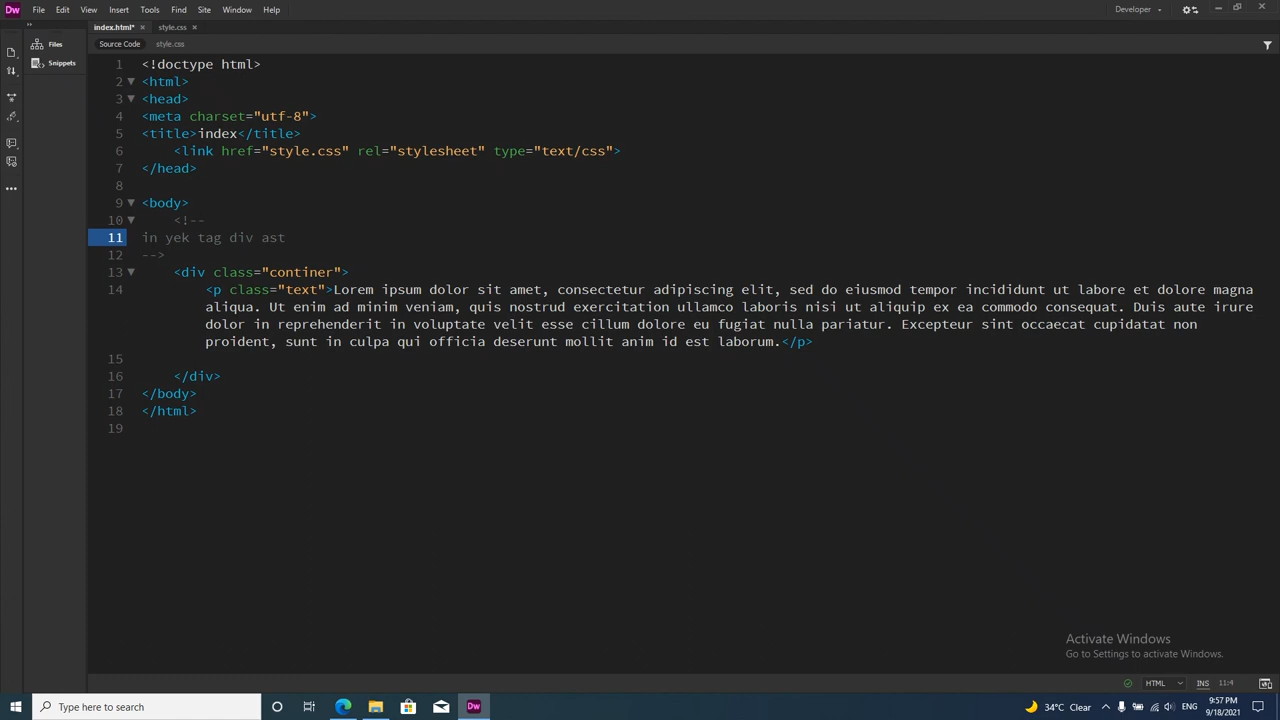 Dw File Edit View Insert Tools Find Site Window Help Developer
index.html* style.css
Source Code style.css
Files
Snippets
1 <!doctype html>
2 <html>
3 <head>
4 <meta charset="utf-8">
5 <title>index</title>
6 <link href="style.css" rel="stylesheet" type="text/css">
7 </head>
8
9 <body>
10 <!--
11 in yek tag div ast
12 -->
13 <div class="continer">
14 <p class="text">Lorem ipsum dolor sit amet, consectetur adipiscing elit, sed do eiusmod tempor incididunt ut labore et dolore magna
aliqua. Ut enim ad minim veniam, quis nostrud exercitation ullamco laboris nisi ut aliquip ex ea commodo consequat. Duis aute irure
dolor in reprehenderit in voluptate velit esse cillum dolore eu fugiat nulla pariatur. Excepteur sint occaecat cupidatat non
proident, sunt in culpa qui officia deserunt mollit anim id est laborum.</p>
15
16 </div>
17 </body>
18 </html>
19
Activate Windows
Go to Settings to activate Windows.
HTML INS 11:4
Type here to search
Dw
34°C Clear ENG
9:57 PM
9/18/2021